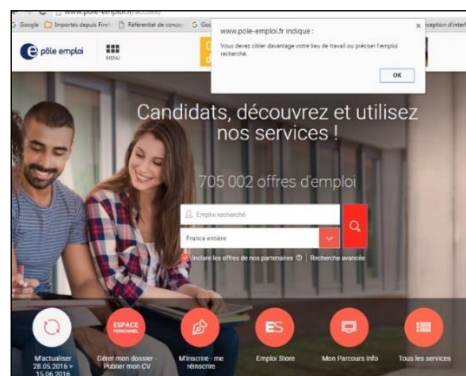 www.pole-emploi.fr/accueil/
Google
Importés depuis Firef
Référentiel de concep
www.pole-emploi.fr indique :
Vous devez cibler davantage votre lieu de travail ou préciser l'emploi
recherché.
OK
pôle emploi
MENU
Candidats, découvrez et utilisez
nos services !
705 002 offres d'emploi
Emploi recherché
France entière
Inclure les offres de nos partenaires
Recherche avancée
M'actualiser
28.05.2016 >
15.06.2016
ESPACE
PERSONNEL
Gérer mon dossier -
Publier mon CV
M'inscrire - me
réinscrire
ES
Emploi Store
Mon Parcours Info
Tous les services